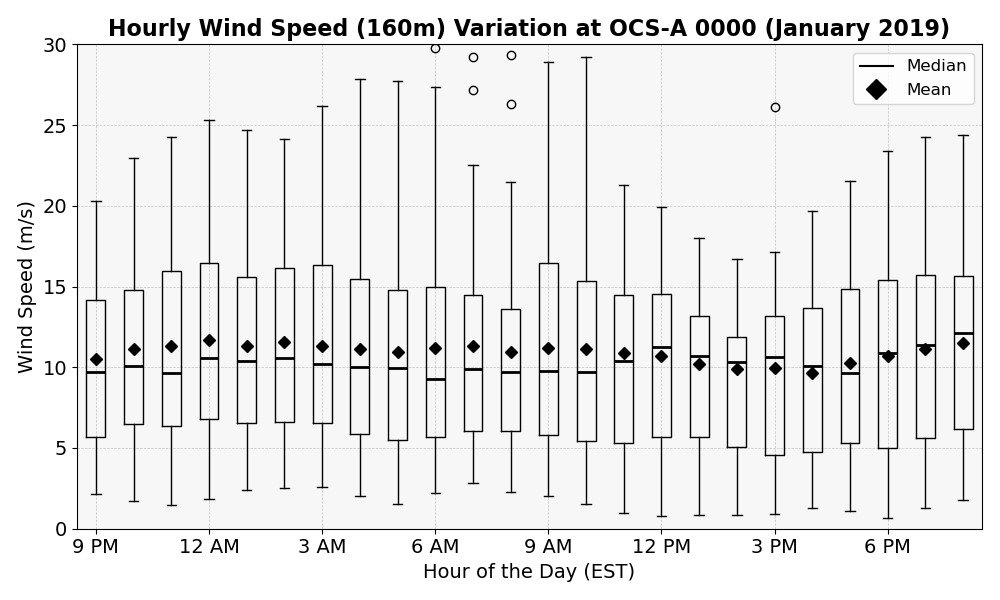 Hourly Wind Speed (160m) Variation at OCS-A 0000 (January 2019)
Median
Mean
Wind Speed (m/s)
30
25
20
15
10
5
0
9 PM 12 AM 3 AM 6 AM 9 AM 12 PM 3 PM 6 PM
Hour of the Day (EST)